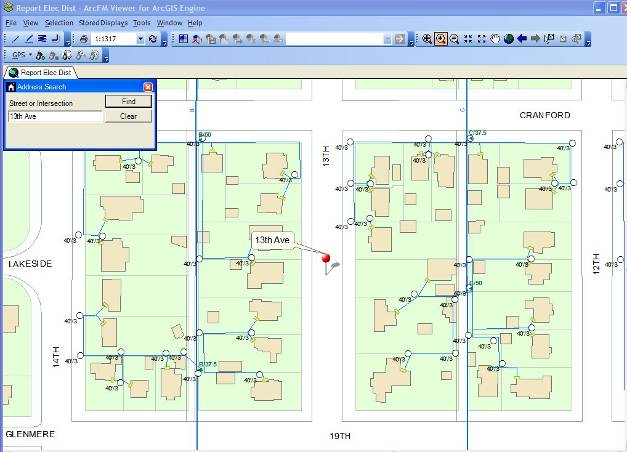 Report Elec Dist - ArcFM Viewer for ArcGIS Engine
File View Selection Stored Displays Tools Window Help
1:1317
GPS
Report Elec Dist
Address Search
Street or Intersection
Find
13th Ave
Clear
CRANFORD
B/50
C/37.5
40'/3 40'/3 40'/3 40'/3
13TH
40'/3 40'/3 40'/3 40'/3 40'/3
40'/3 40'/3
13th Ave
40'/3 40'/3 40'/3 40'/3 40'/3 40'/3
LAKESIDE
12TH
C/50
40'/3 40'/3
40'/3 40'/3 40'/3 40'/3 40'/3
14TH
40'/3 40'/3 40'/3 40'/3 40'/3
B/37.5
40'/3 40'/3 40'/3
GLENMERE
19TH